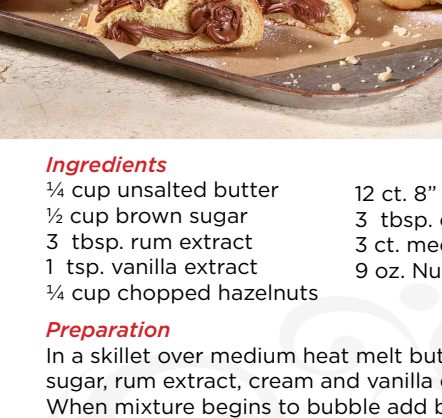 Ingredients
¼ cup unsalted butter
½ cup brown sugar
3 tbsp. rum extract
1 tsp. vanilla extract
¼ cup chopped hazelnuts
12 ct. 8”
3 tbsp.
3 ct.
9 oz.
Preparation
In a skillet over medium heat melt
sugar, rum extract, cream and vanilla
When mixture begins to bubble add